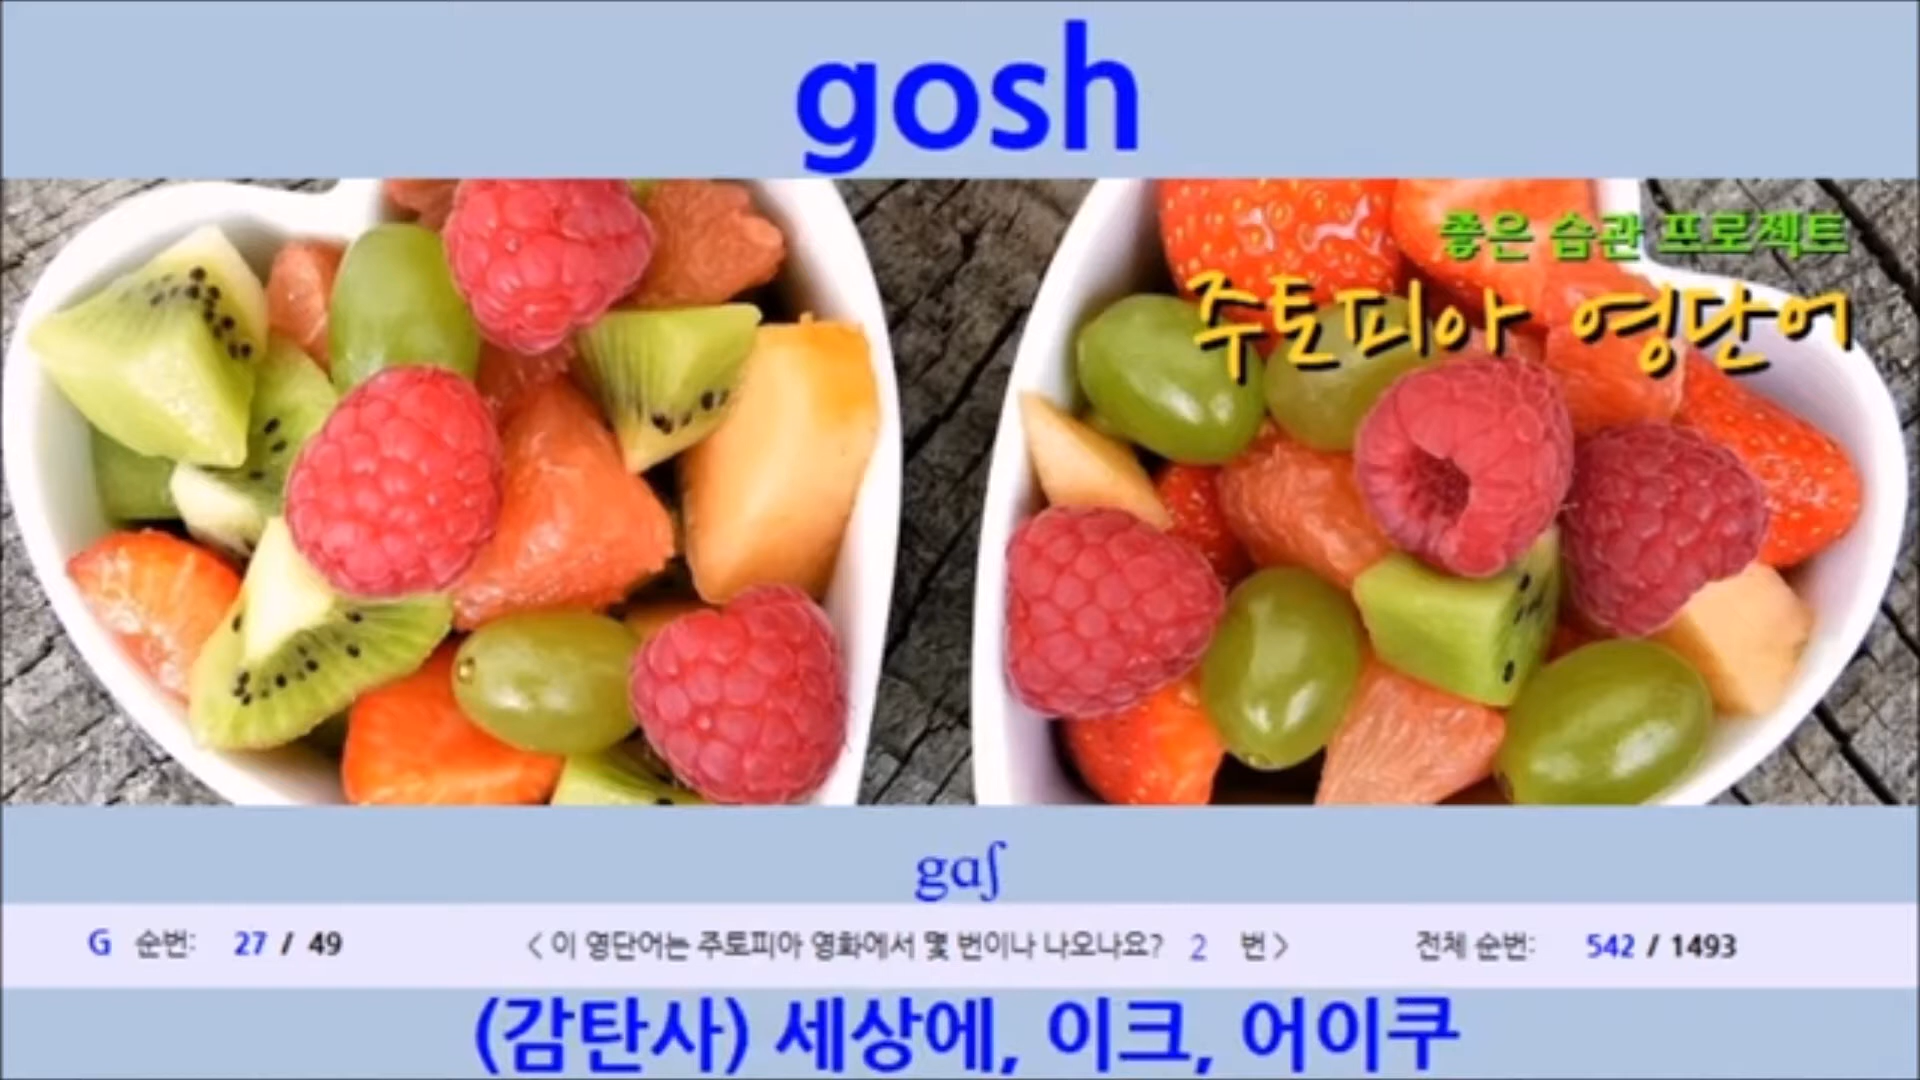 gosh
좋은 습관 프로젝트
주토피아 영단어
gɑʃ
G 순번: 27 / 49 < 이 영단어는 주토피아 영화에서 몇 번이나 나오나요? 2 번 > 전체 순번: 542 / 1493
(감탄사) 세상에, 이크, 어이쿠